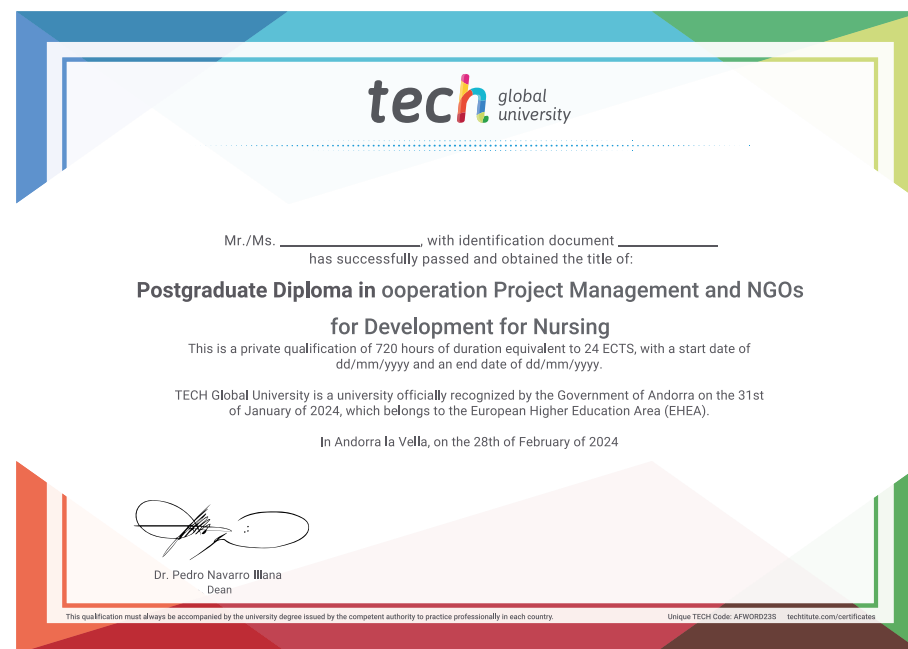 tech global
university
Mr./Ms. ____________, with identification document ____________
has successfully passed and obtained the title of:
Postgraduate Diploma in ooperation Project Management and NGOs
for Development for Nursing
This is a private qualification of 720 hours of duration equivalent to 24 ECTS, with a start date of
dd/mm/yyyy and an end date of dd/mm/yyyy.
TECH Global University is a university officially recognized by the Government of Andorra on the 31st
of January of 2024, which belongs to the European Higher Education Area (EHEA).
In Andorra la Vella, on the 28th of February of 2024
Dr. Pedro Navarro Illana
Dean
This qualification must always be accompanied by the university degree issued by the competent authority to practice professionally in each country.
Unique TECH Code: AFWORD23S techtitute.com/certificates